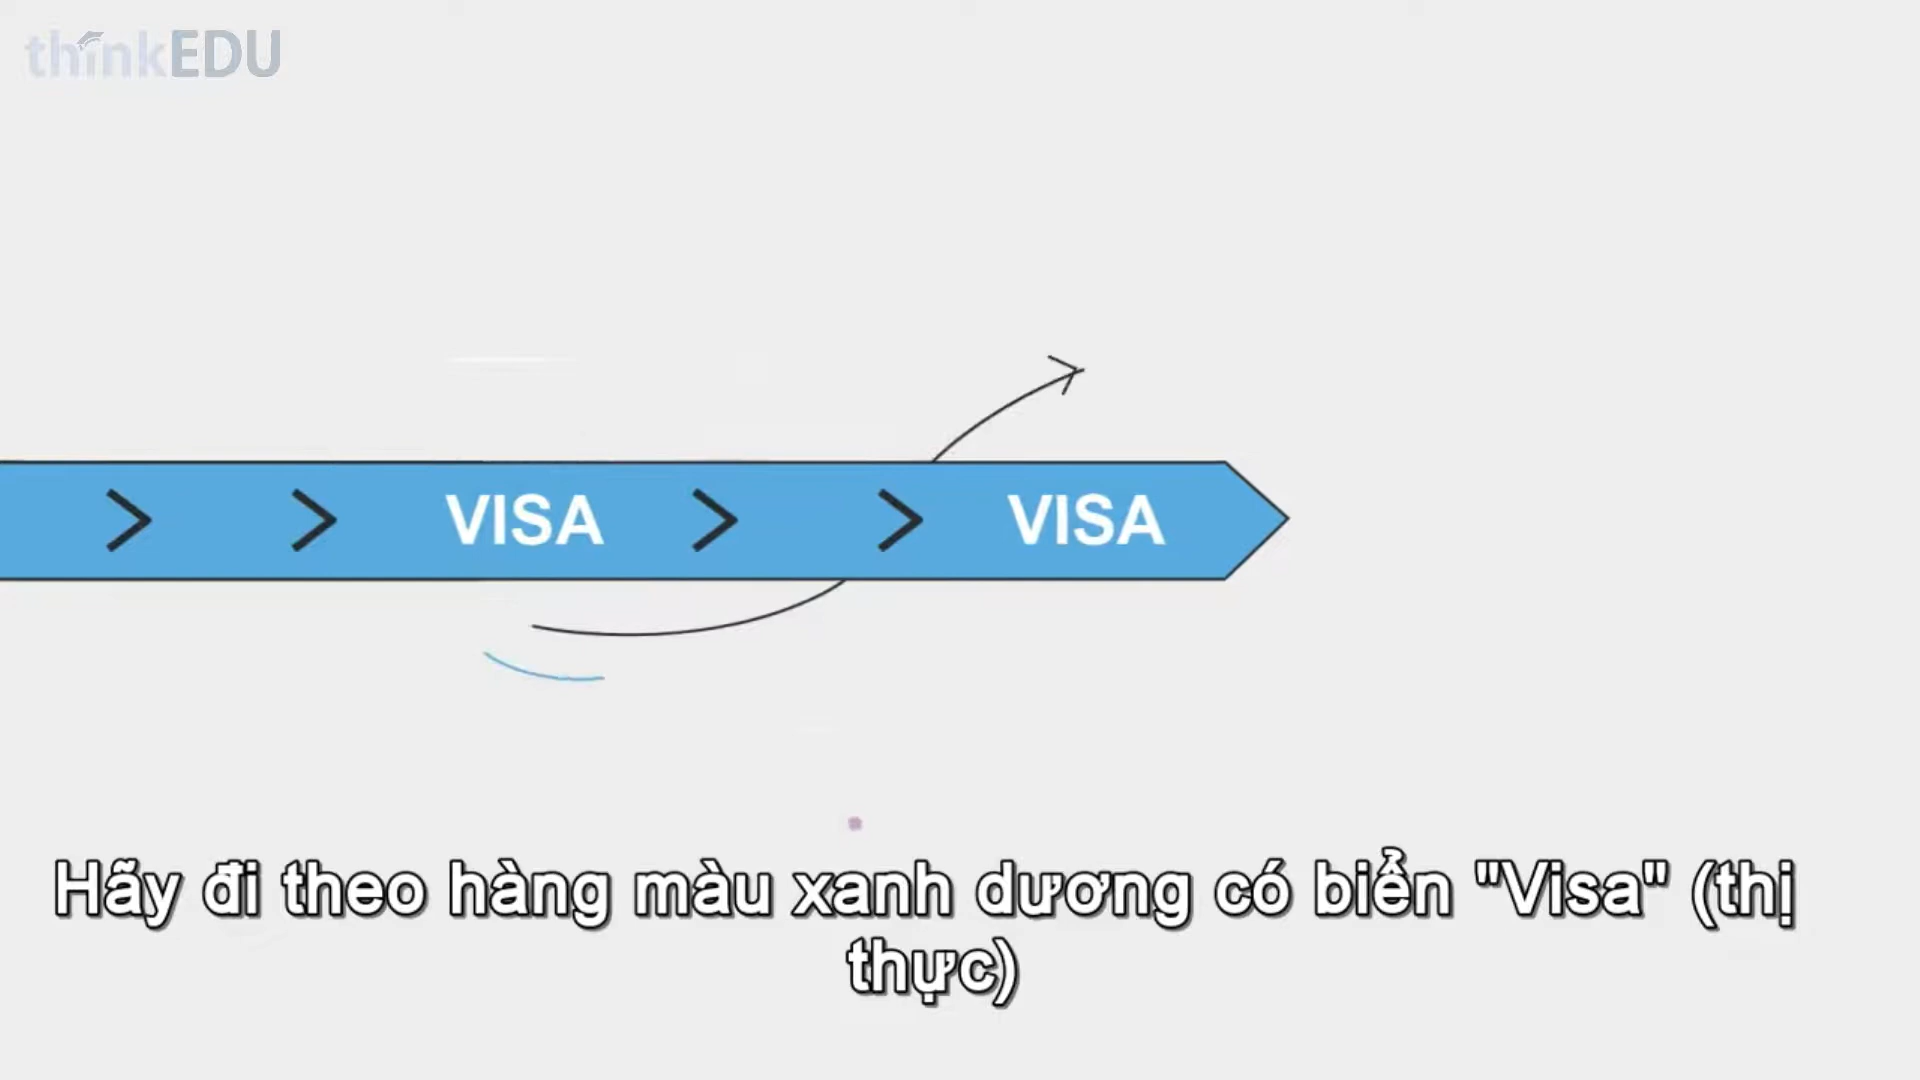 thinkEDU
VISA VISA
Hãy đi theo hàng màu xanh dương có biển "Visa" (thị
thực)